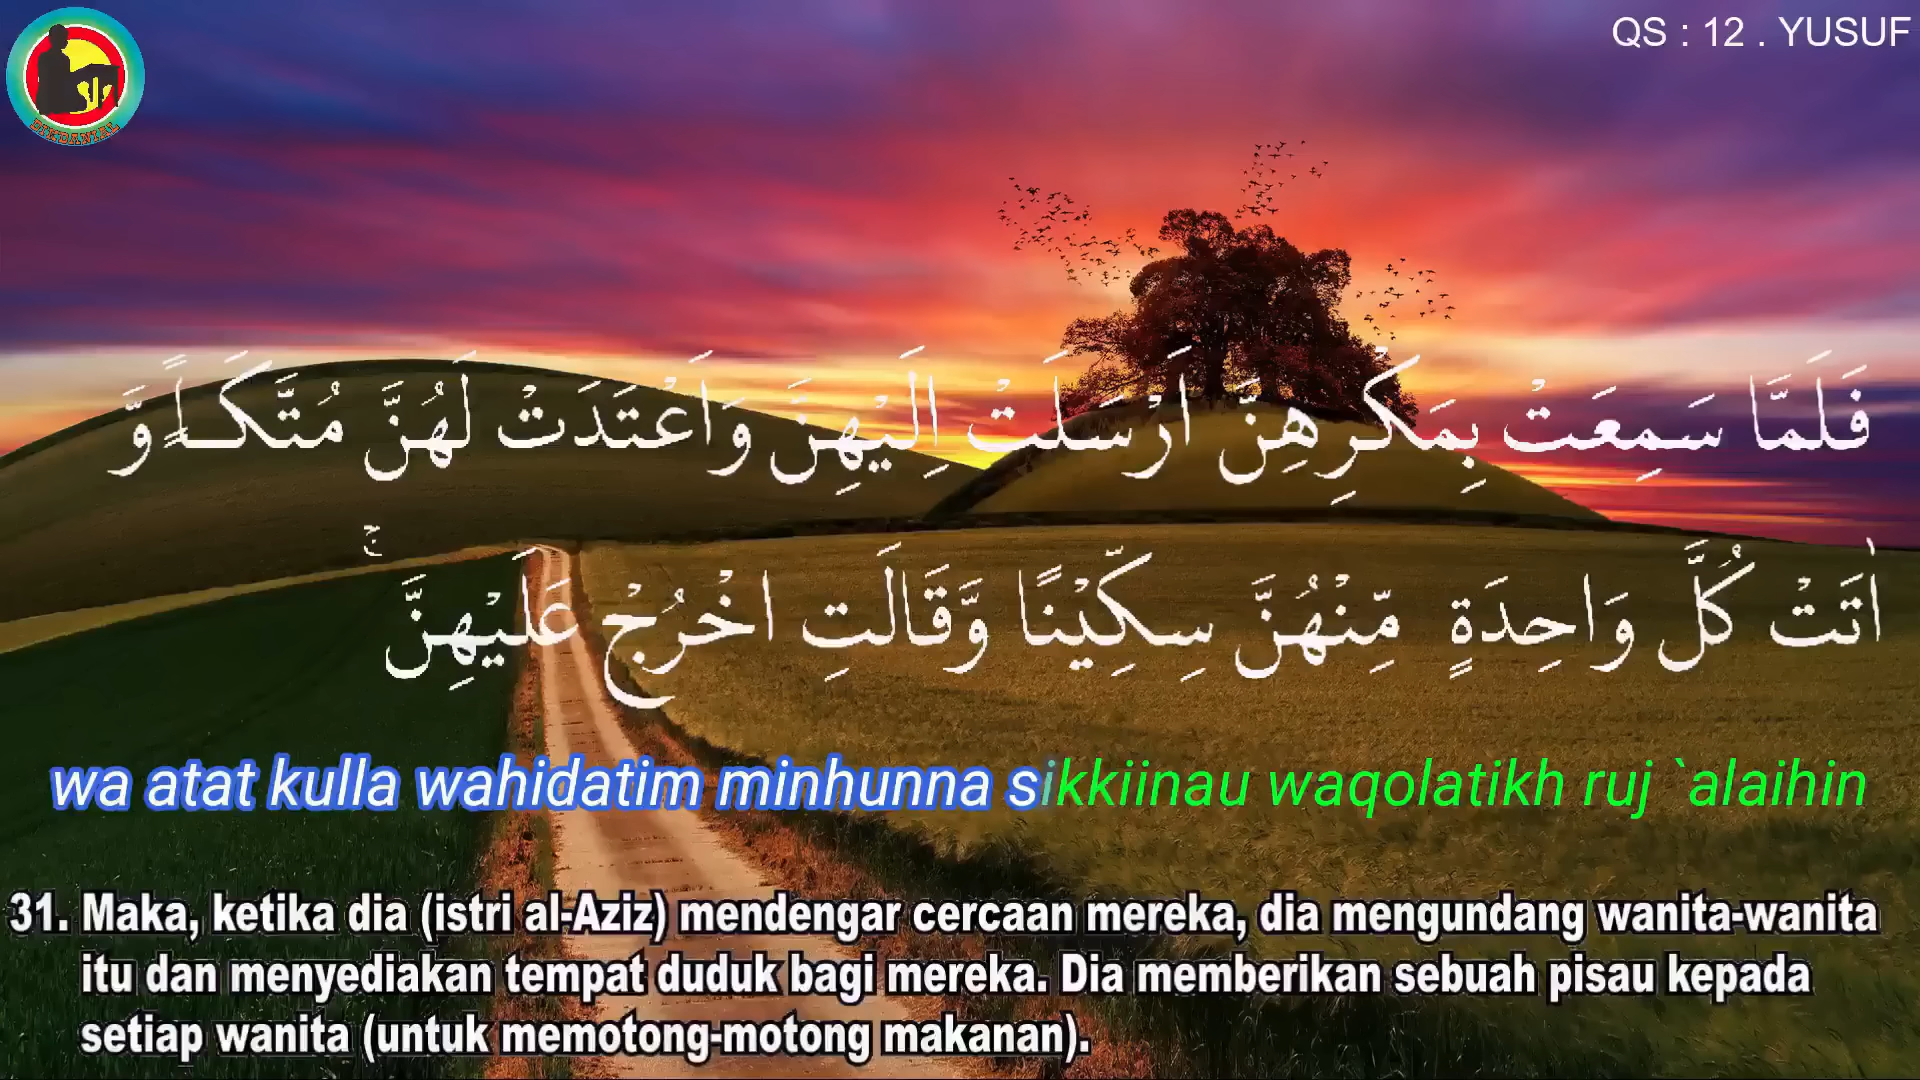 QS : 12 . YUSUF
DIMDANIAL
فَلَمَّا سَمِعَتْ بِمَكْرِهِنَّ اَرْسَلَتْ اِلَيْهِنَّ وَاَعْتَدَتْ لَهُنَّ مُتَّكَـاً وَّ
اٰتَتْ كُلَّ وَاحِدَةٍ مِّنْهُنَّ سِكِّيْنًا وَّقَالَتِ اخْرُجْ عَلَيْهِنَّ ۚ
wa atat kulla wahidatim minhunna sikkiinau waqolatikh ruj `alaihin
31. Maka, ketika dia (istri al-Aziz) mendengar cercaan mereka, dia mengundang wanita-wanita
itu dan menyediakan tempat duduk bagi mereka. Dia memberikan sebuah pisau kepada
setiap wanita (untuk memotong-motong makanan).